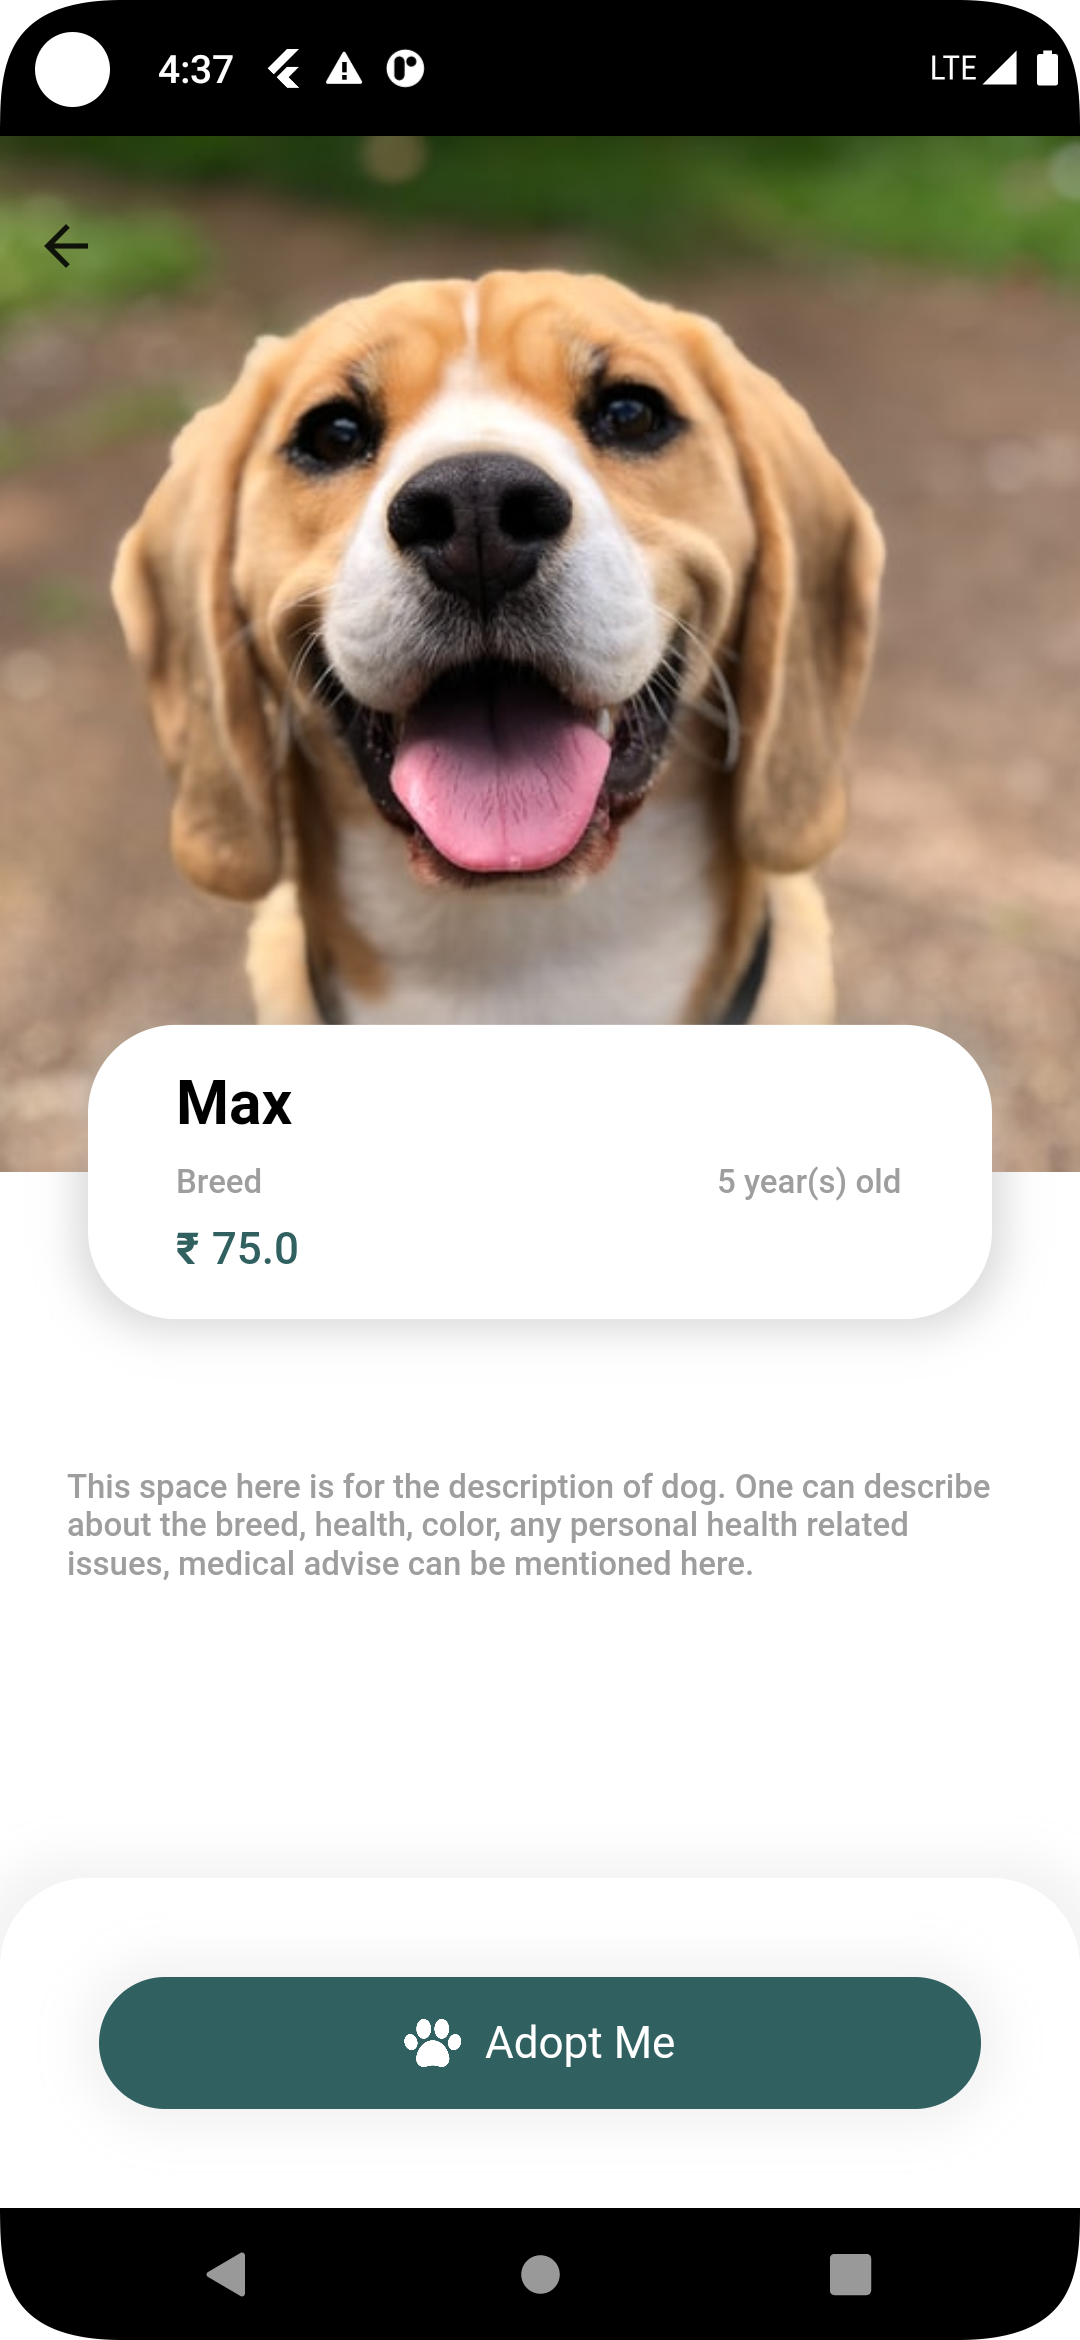 4:37
LTE
Max
Breed
5 year(s) old
₹ 75.0
This space here is for the description of dog. One can describe
about the breed, health, color, any personal health related
issues, medical advise can be mentioned here.
Adopt Me